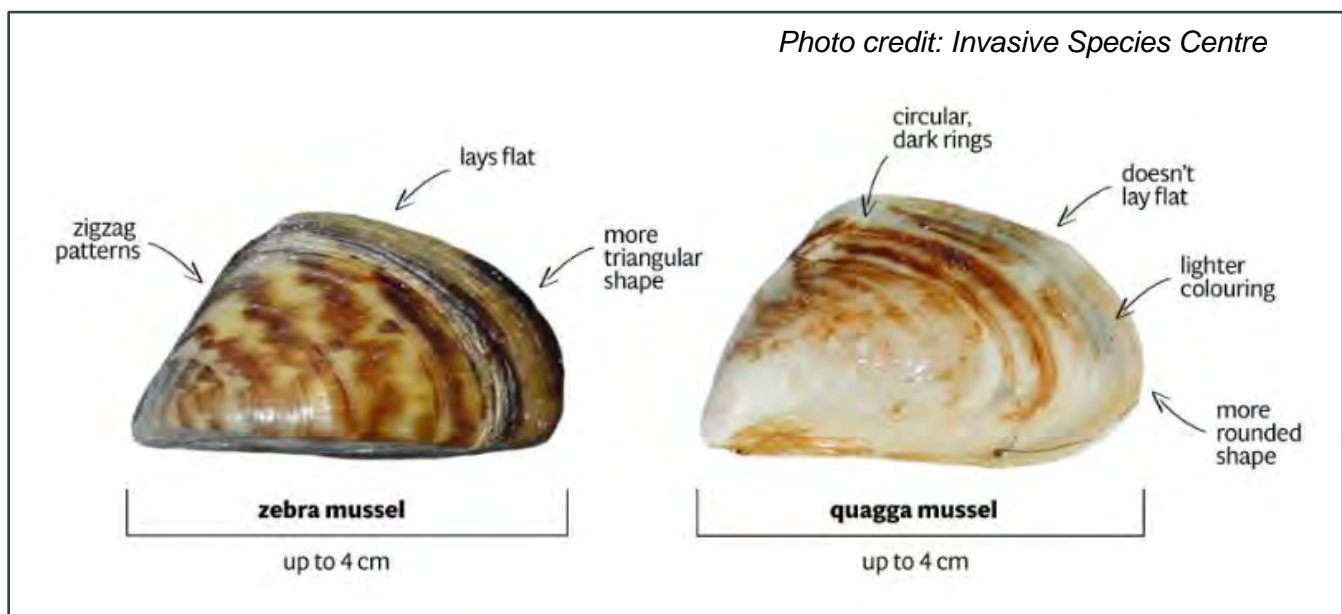 Photo credit: Invasive Species Centre
zigzag
patterns
lays flat
more
triangular
shape
circular,
dark rings
doesn't
lay flat
lighter
colouring
more
rounded
shape
zebra mussel
up to 4 cm
quagga mussel
up to 4 cm